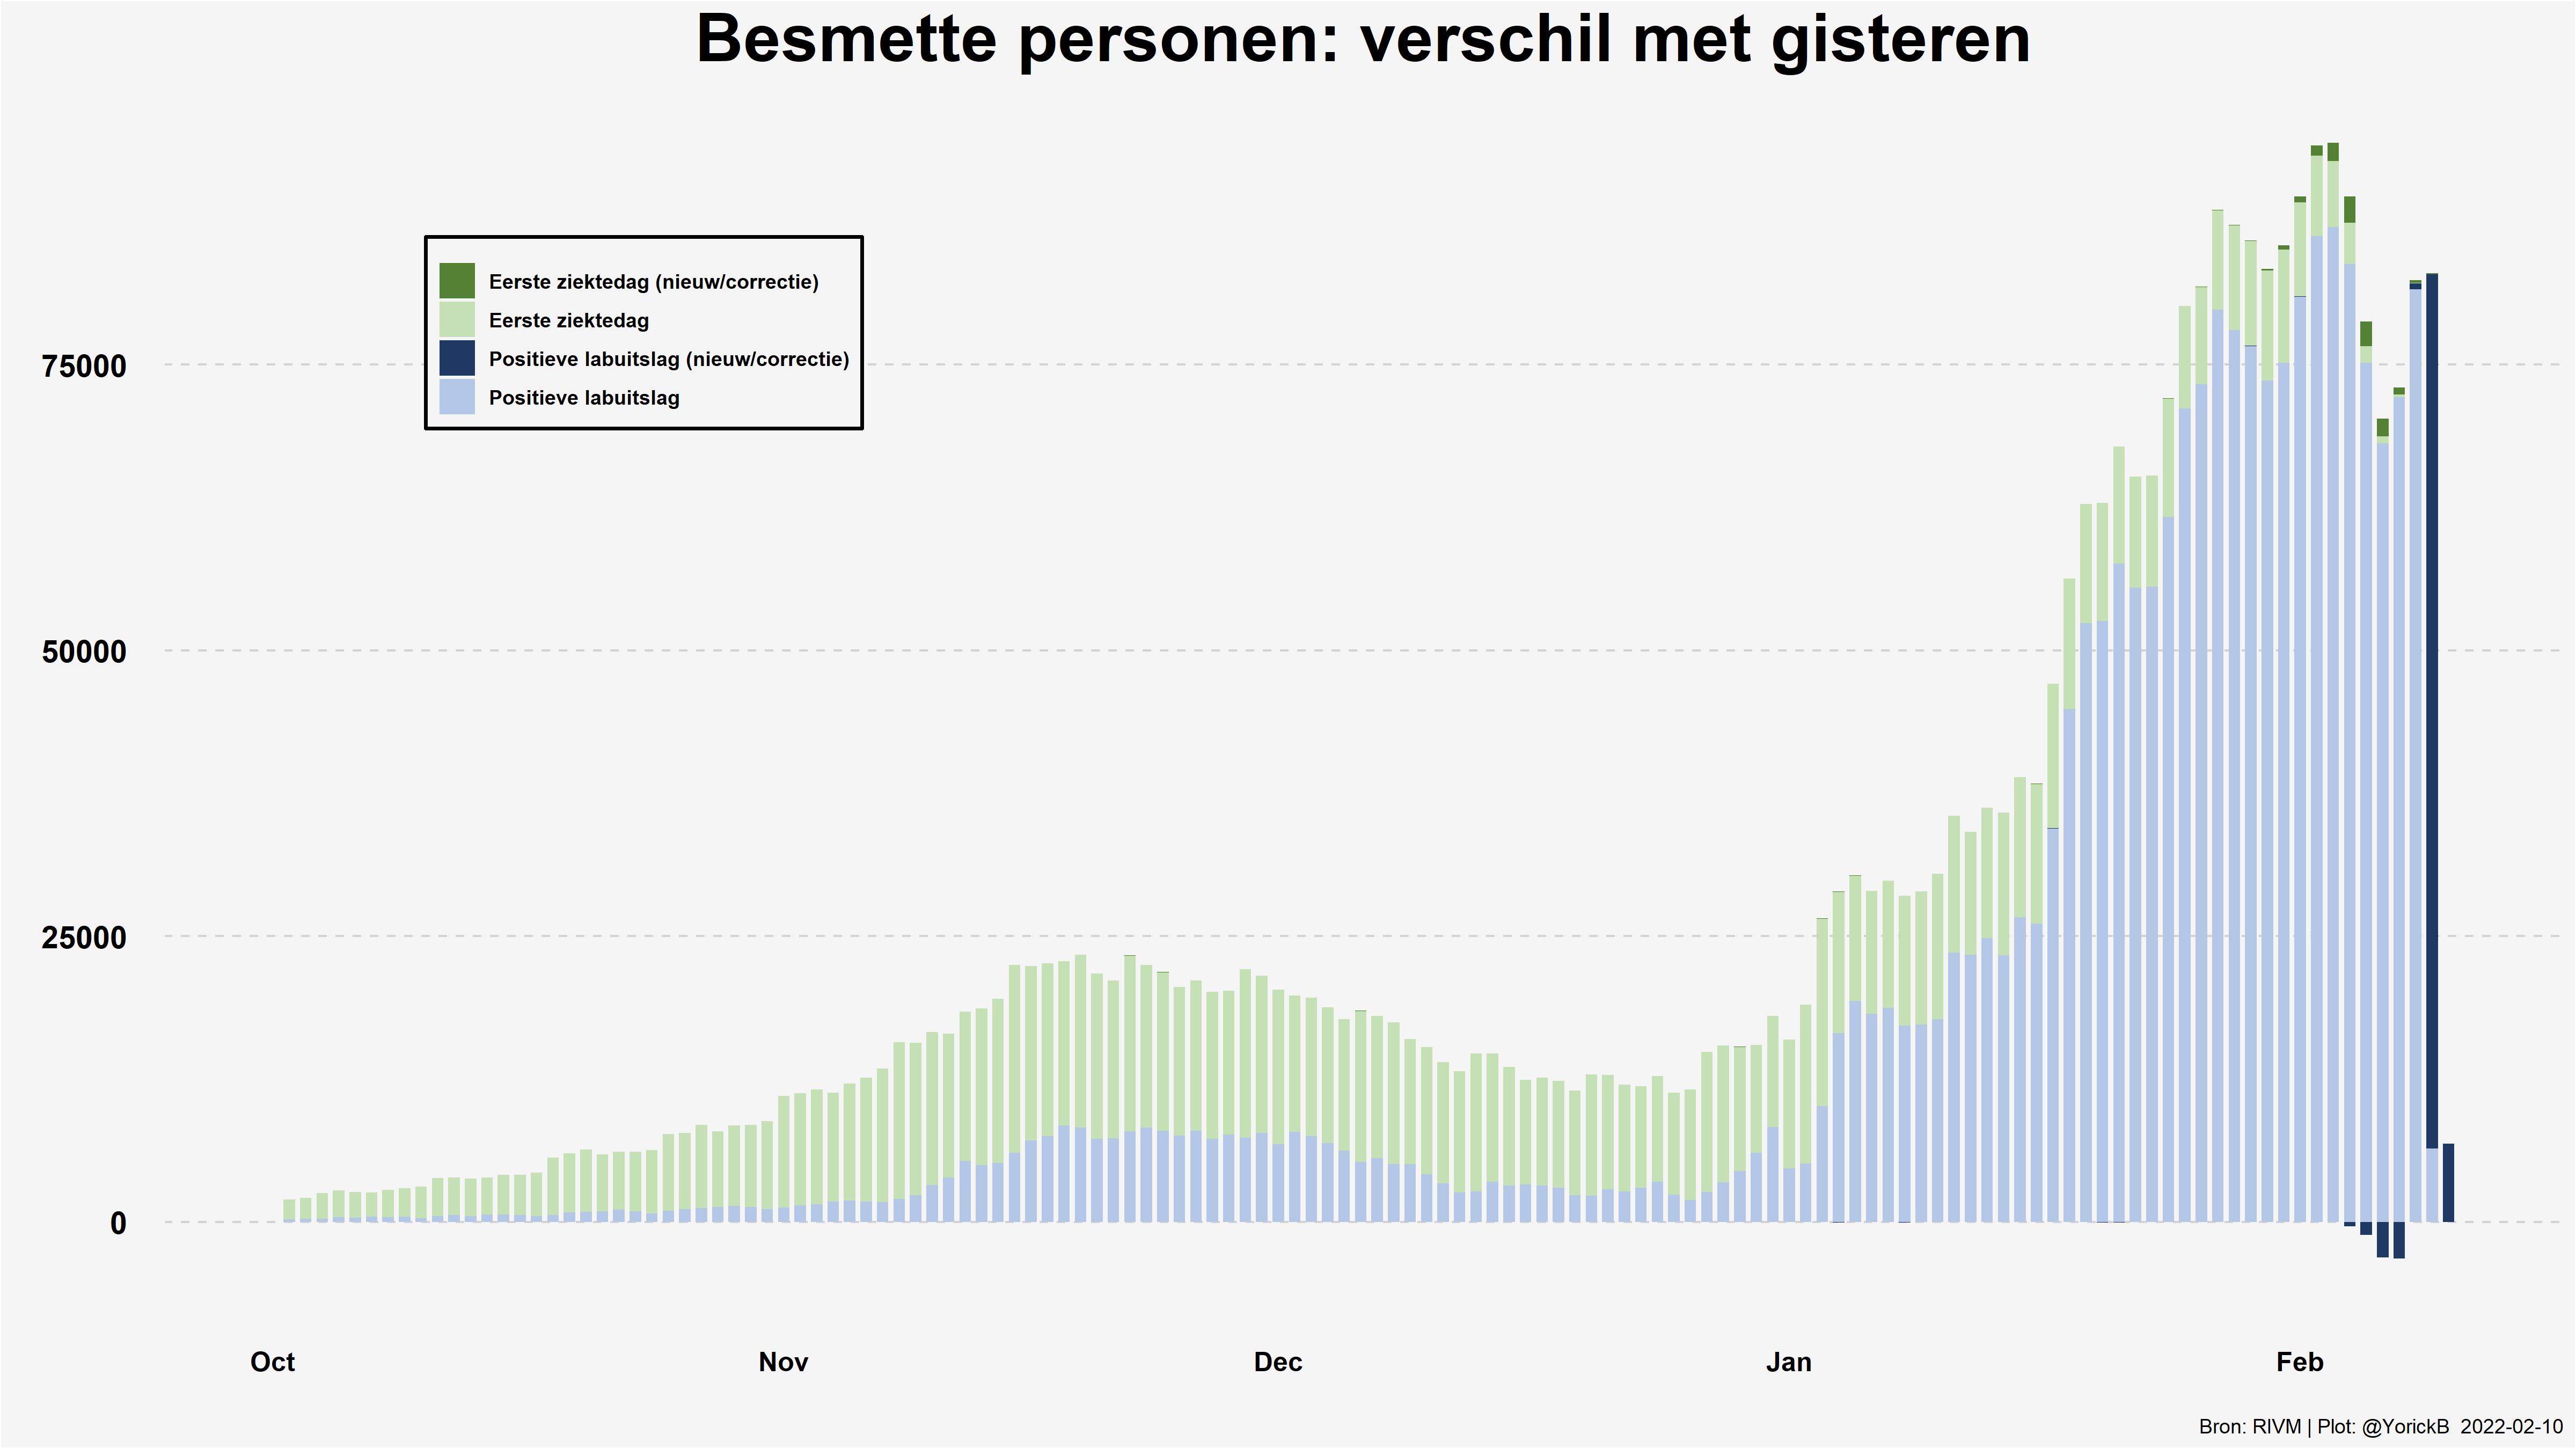 Besmette personen: verschil met gisteren
Eerste ziektedag (nieuw/correctie)
Eerste ziektedag
Positieve labuitslag (nieuw/correctie)
Positieve labuitslag
75000
50000
25000
0
Oct Nov Dec Jan Feb
Bron: RIVM | Plot: @YorickB 2022-02-10